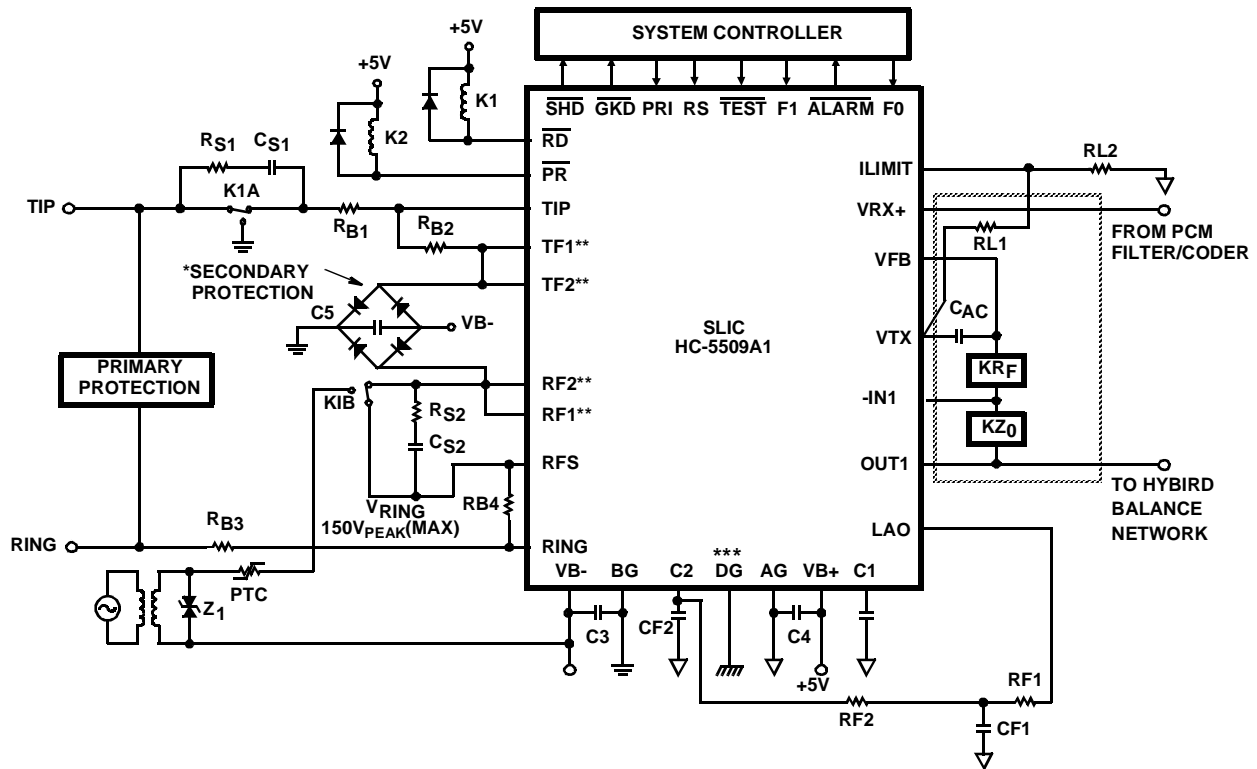 SYSTEM CONTROLLER
+5V
+5V
K1
K2
SHD GKD PRI RS TEST F1 ALARM F0
RS1 CS1
K1A
RD
PR
TIP
TIP
RB1
RB2
TF1**
TF2**
*SECONDARY
PROTECTION
C5
VB-
PRIMARY
PROTECTION
KIB
RF2**
RF1**
RS2
CS2
RFS
RB4
VRING
150VPEAK(MAX)
RB3
RING
RING
PTC
Z1
SLIC
HC-5509A1
ILIMIT
RL2
VRX+
FROM PCM
FILTER/CODER
RL1
VFB
CAC
VTX
KRF
-IN1
KZ0
OUT1
TO HYBIRD
BALANCE
NETWORK
LAO
***
VB- BG C2 DG AG VB+ C1
C3
CF2
C4
+5V
RF2
RF1
CF1